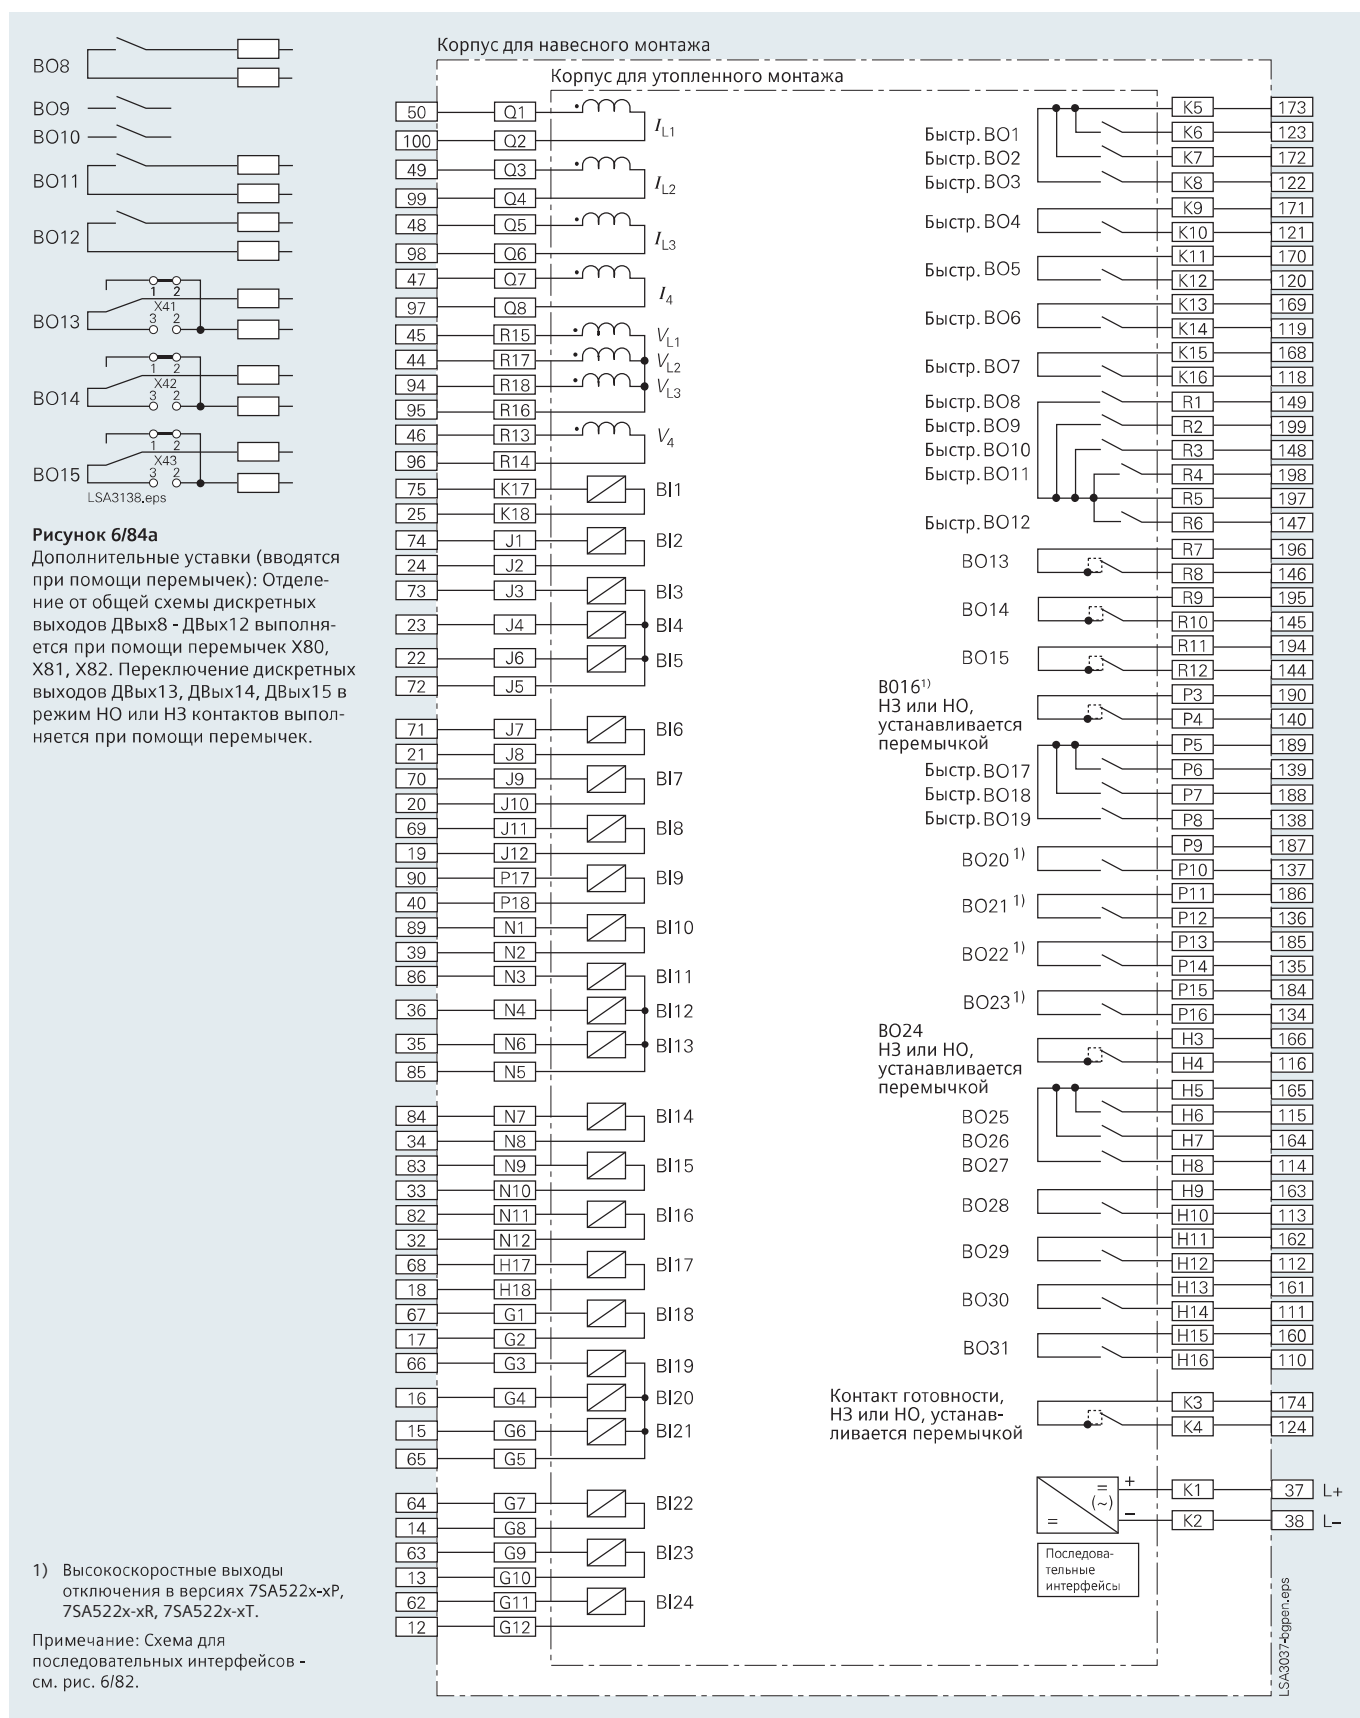 BO8
BO9
BO10
BO11
BO12
1 2
X41
3 2
BO13
1 2
X42
3 2
BO14
1 2
X43
3 2
BO15
LSA3138.eps
Рисунок 6/84a
Дополнительные уставки (вводятся
при помощи перемычек): Отделе-
ние от общей схемы дискретных
выходов ДВых8 - ДВых12 выполня-
ется при помощи перемычек X80,
X81, X82. Переключение дискретных
выходов ДВых13, ДВых14, ДВых15 в
режим НО или НЗ контактов выпол-
няется при помощи перемычек.
1) Высокоскоростные выходы
отключения в версиях 7SA522x-xP,
7SA522x-xR, 7SA522x-xT.
Примечание: Схема для
последовательных интерфейсов -
см. рис. 6/82.
Корпус для навесного монтажа
Корпус для утопленного монтажа
50 Q1
IL1
100 Q2
49 Q3
IL2
99 Q4
48 Q5
IL3
98 Q6
47 Q7
I4
97 Q8
45 R15 VL1
44 R17 VL2
94 R18 VL3
95 R16
46 R13 V4
96 R14
75 K17 BI1
25 K18
74 J1 BI2
24 J2
73 J3 BI3
23 J4 BI4
22 J6 BI5
72 J5
71 J7 BI6
21 J8
70 J9 BI7
20 J10
69 J11 BI8
19 J12
90 P17 BI9
40 P18
89 N1 BI10
39 N2
86 N3 BI11
36 N4 BI12
35 N6 BI13
85 N5
84 N7 BI14
34 N8
83 N9 BI15
33 N10
82 N11 BI16
32 N12
68 H17 BI17
18 H18
67 G1 BI18
17 G2
66 G3 BI19
16 G4 BI20
15 G6 BI21
65 G5
64 G7 BI22
14 G8
63 G9 BI23
13 G10
62 G11 BI24
12 G12
K5 173
Быстр. BO1 K6 123
Быстр. BO2 K7 172
Быстр. BO3 K8 122
K9 171
Быстр. BO4 K10 121
K11 170
Быстр. BO5 K12 120
K13 169
Быстр. BO6 K14 119
K15 168
Быстр. BO7 K16 118
Быстр. BO8 R1 149
Быстр. BO9 R2 199
Быстр. BO10 R3 148
Быстр. BO11 R4 198
R5 197
Быстр. BO12 R6 147
R7 196
BO13 R8 146
R9 195
BO14 R10 145
R11 194
BO15 R12 144
B016 1)
НЗ или НО,
устанавливается
перемычкой
P3 190
P4 140
P5 189
Быстр. BO17 P6 139
Быстр. BO18 P7 188
Быстр. BO19 P8 138
P9 187
BO20 1) P10 137
P11 186
BO21 1) P12 136
P13 185
BO22 1) P14 135
P15 184
BO23 1) P16 134
BO24
НЗ или НО,
устанавливается
перемычкой
H3 166
H4 116
H5 165
BO25 H6 115
BO26 H7 164
BO27 H8 114
H9 163
BO28 H10 113
H11 162
BO29 H12 112
H13 161
BO30 H14 111
H15 160
BO31 H16 110
Контакт готовности,
НЗ или НО, устанав-
ливается перемычкой
K3 174
K4 124
= (~) =
+ K1 37 L+
– K2 38 L–
Последова-
тельные
интерфейсы
LSA3037-bgpen.eps